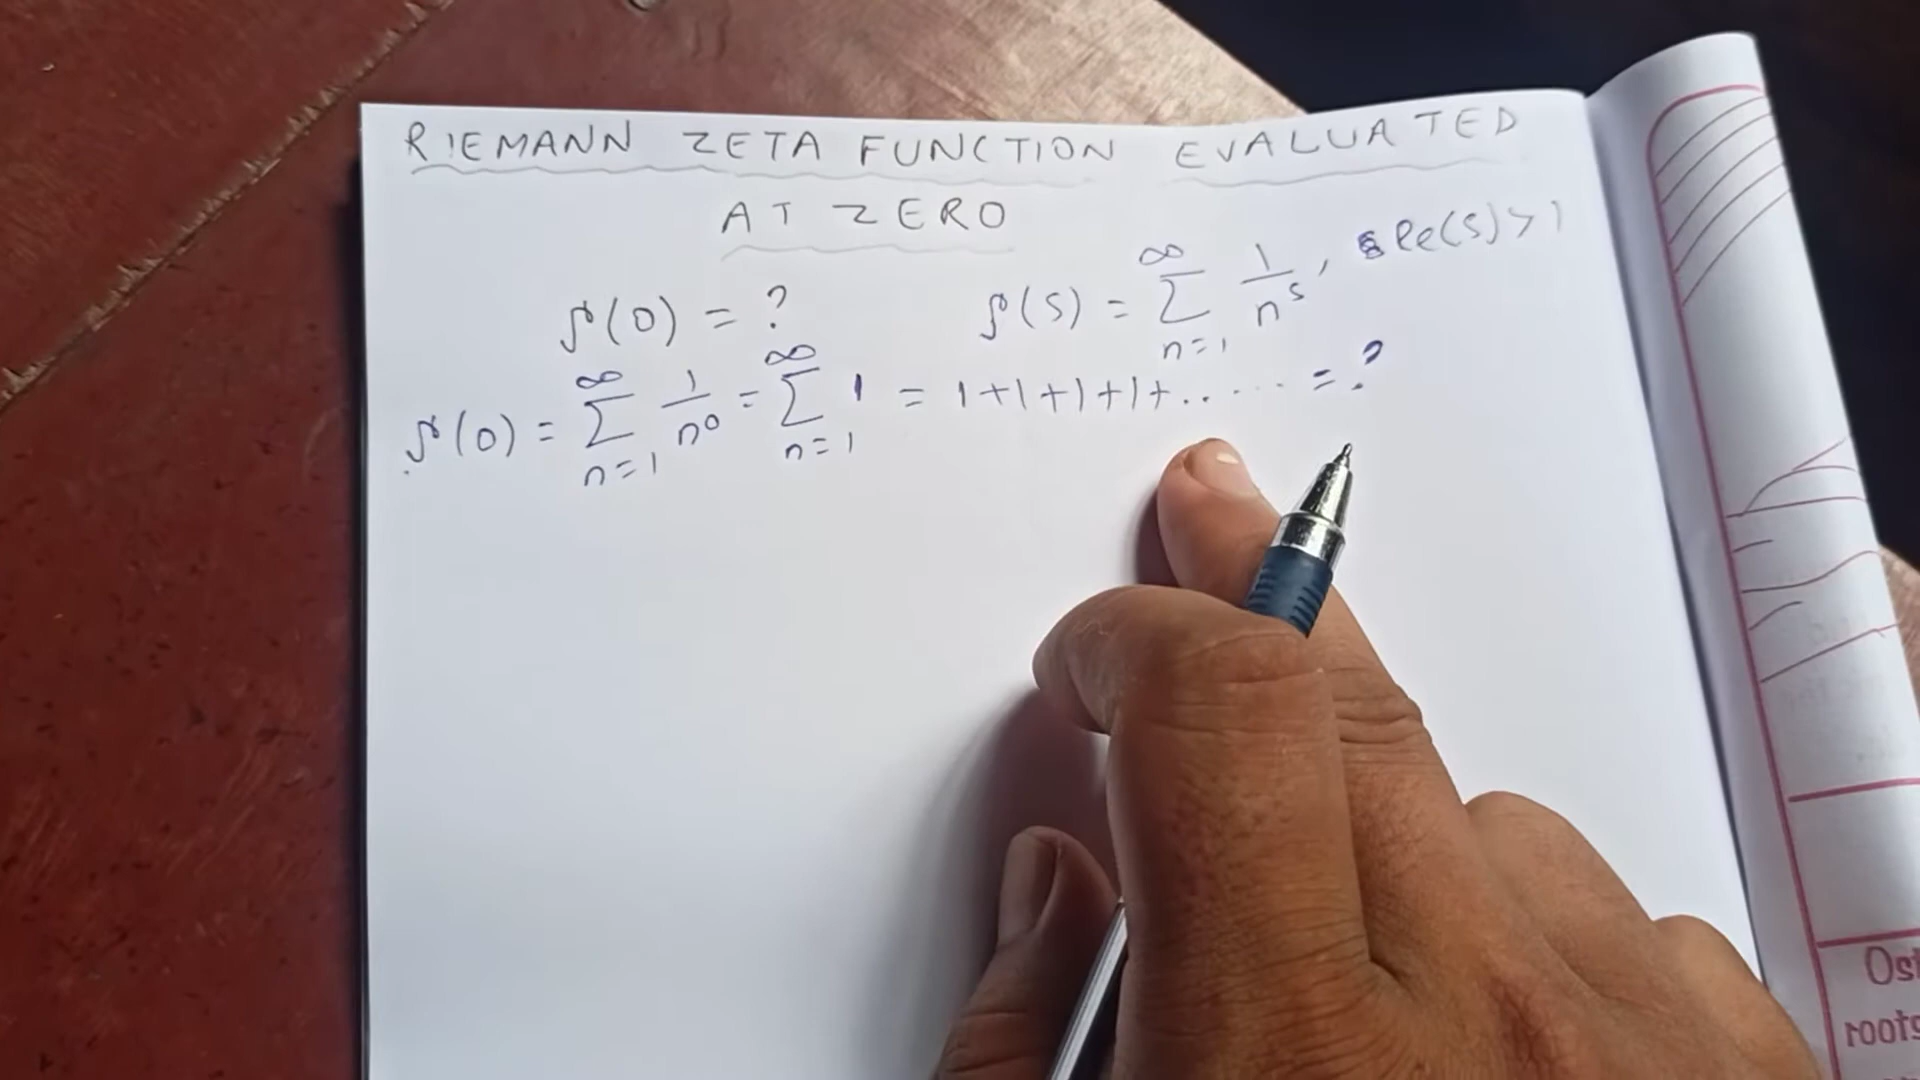 RIEMANN ZETA FUNCTION EVALUATED
AT ZERO
ζ(0) = ?
ζ(s) = ∑_{n=1}^{∞} 1/n^s, Re(s) > 1
ζ(0) = ∑_{n=1}^{∞} 1/n^0 = ∑_{n=1}^{∞} 1 = 1+1+1+1+...... = ?
roots